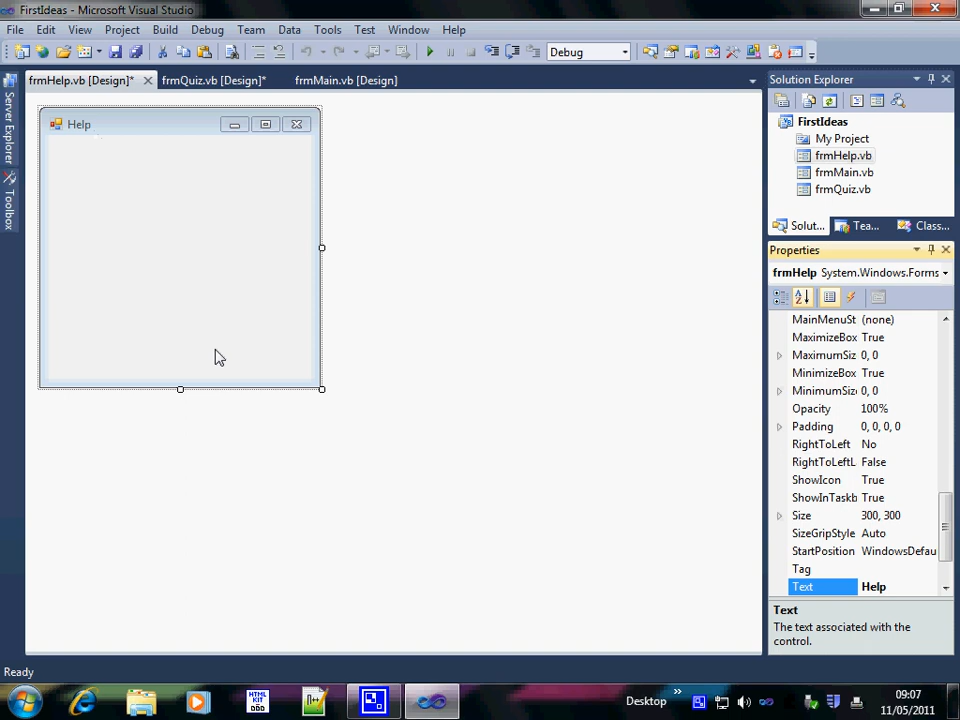 FirstIdeas - Microsoft Visual Studio
File Edit View Project Build Debug Team Data Tools Test Window Help
Debug
frmHelp.vb [Design]* frmQuiz.vb [Design]* frmMain.vb [Design]
Server Explorer
Toolbox
Help
Solution Explorer
FirstIdeas
My Project
frmHelp.vb
frmMain.vb
frmQuiz.vb
Solut... Tea... Class...
Properties
frmHelp System.Windows.Forms
MainMenuSt (none)
MaximizeBox True
MaximumSiz 0, 0
MinimizeBox True
MinimumSiz 0, 0
Opacity 100%
Padding 0, 0, 0, 0
RightToLeft No
RightToLeftL False
ShowIcon True
ShowInTaskb True
Size 300, 300
SizeGripStyle Auto
StartPosition WindowsDefau
Tag
Text Help
Text
The text associated with the
control.
Ready
HTML
KIT
Desktop
09:07
11/05/2011